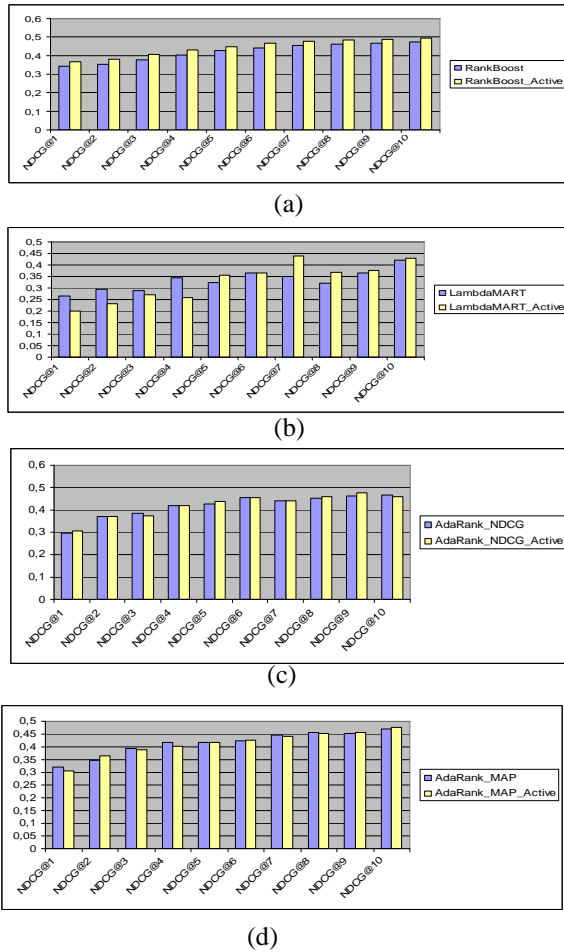 0,6
0,5
0,4
0,3
0,2
0,1
0
NDCG@1
NDCG@2
NDCG@3
NDCG@4
NDCG@5
NDCG@6
NDCG@7
NDCG@8
NDCG@9
NDCG@10
RankBoost
RankBoost_Active
(a)
0,5
0,45
0,4
0,35
0,3
0,25
0,2
0,15
0,1
0,05
0
NDCG@1
NDCG@2
NDCG@3
NDCG@4
NDCG@5
NDCG@6
NDCG@7
NDCG@8
NDCG@9
NDCG@10
LambdaMART
LambdaMART_Active
(b)
0,6
0,5
0,4
0,3
0,2
0,1
0
NDCG@1
NDCG@2
NDCG@3
NDCG@4
NDCG@5
NDCG@6
NDCG@7
NDCG@8
NDCG@9
NDCG@10
AdaRank_NDCG
AdaRank_NDCG_Active
(c)
0,5
0,45
0,4
0,35
0,3
0,25
0,2
0,15
0,1
0,05
0
NDCG@1
NDCG@2
NDCG@3
NDCG@4
NDCG@5
NDCG@6
NDCG@7
NDCG@8
NDCG@9
NDCG@10
AdaRank_MAP
AdaRank_MAP_Active
(d)